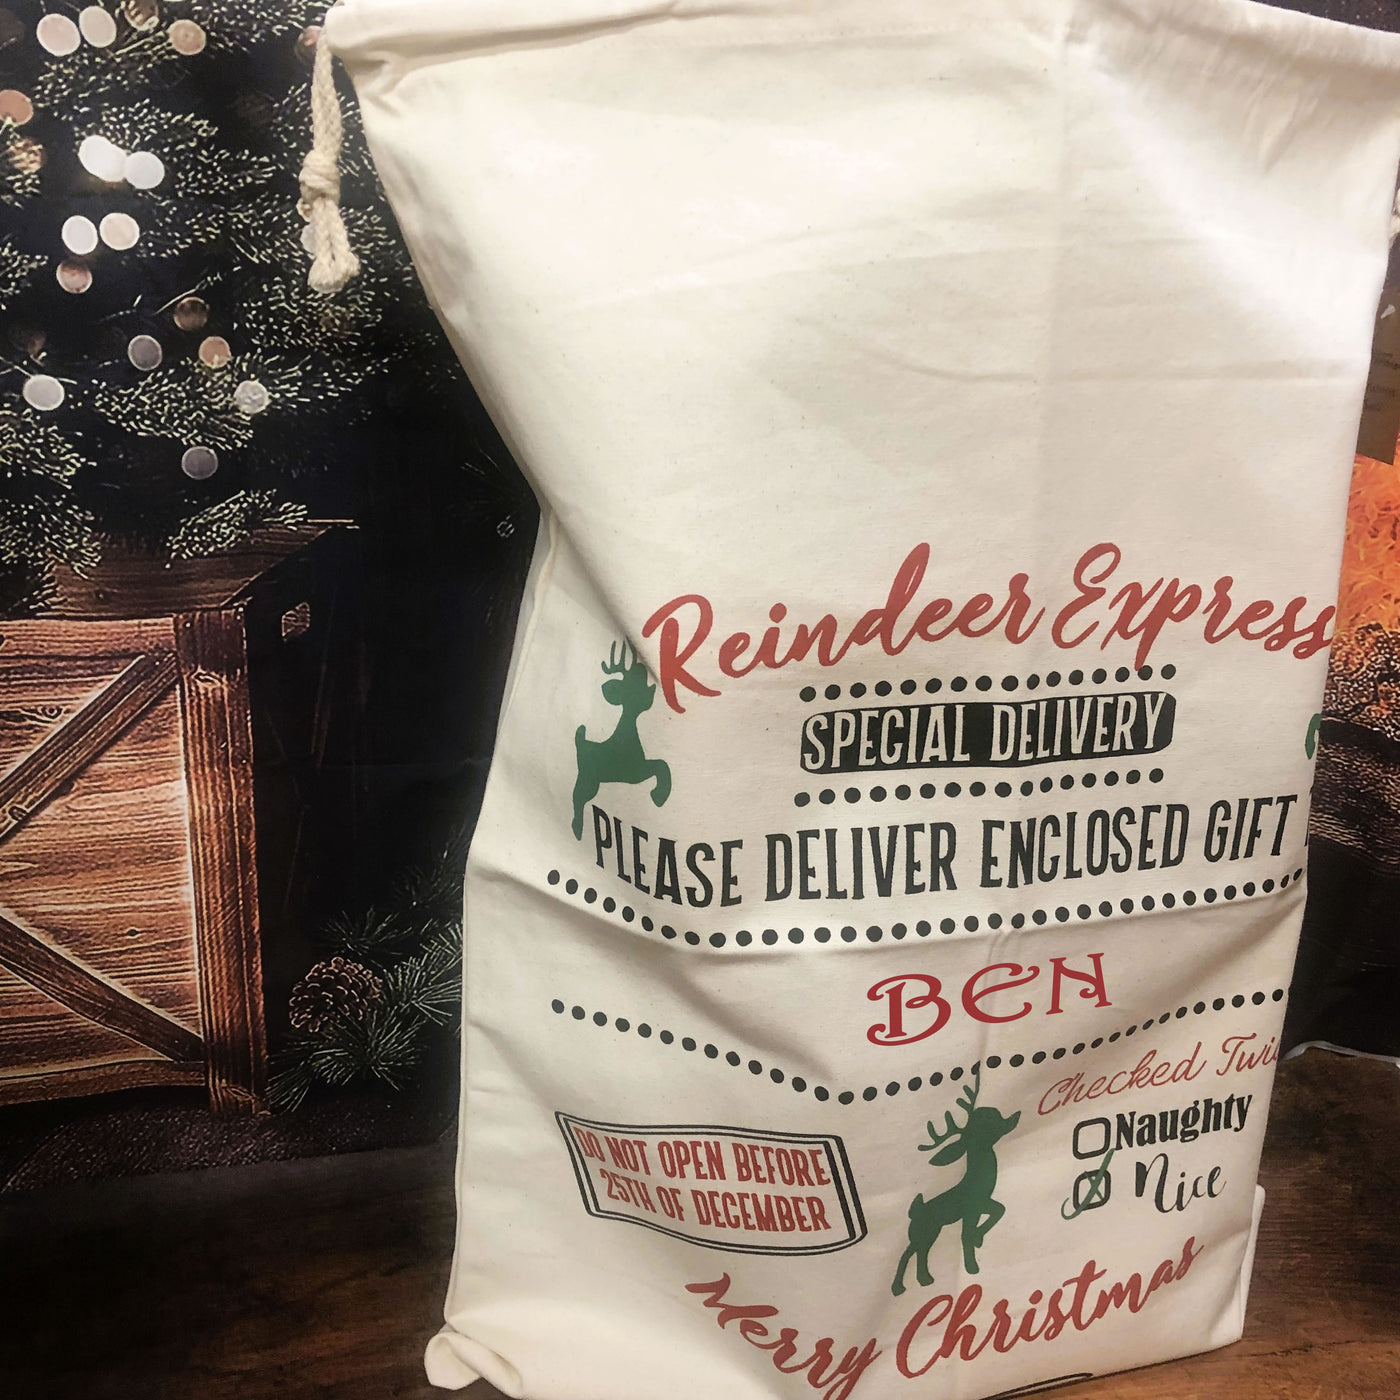 Reindeer Express
SPECIAL DELIVERY
PLEASE DELIVER ENCLOSED GIFT
BEN
Checked
Naughty
Nice
DO NOT OPEN BEFORE
25TH OF DECEMBER
Merry Christmas